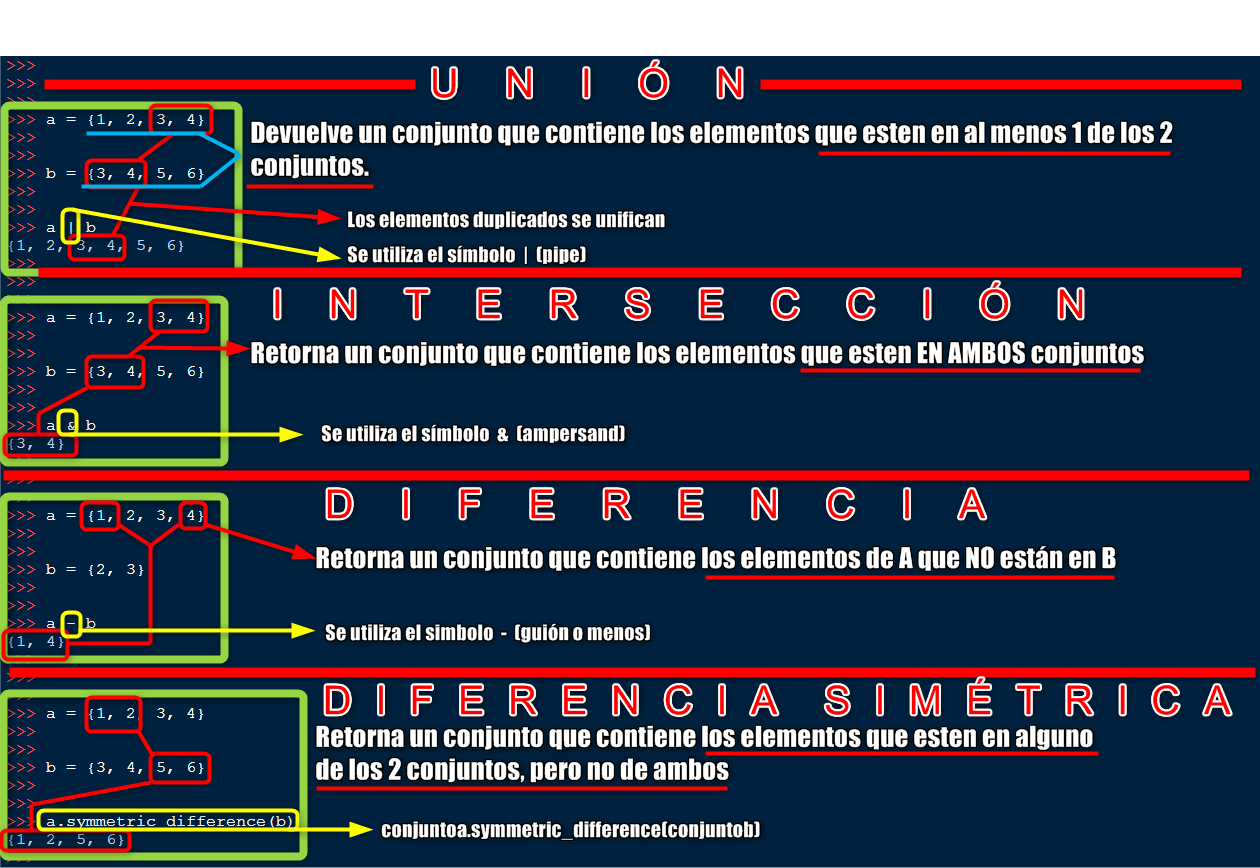 >>>
>>>
U N I Ó N
>>> a = {1, 2, 3, 4}
Devuelve un conjunto que contiene los elementos que esten en al menos 1 de los 2
conjuntos.
>>>
>>>
>>> b = {3, 4, 5, 6}
>>>
>>>
Los elementos duplicados se unifican
>>> a | b
{1, 2, 3, 4, 5, 6}
Se utiliza el símbolo | (pipe)
>>>
>>>
I N T E R S E C C I Ó N
>>> a = {1, 2, 3, 4}
>>>
>>>
Retorna un conjunto que contiene los elementos que esten EN AMBOS conjuntos
>>> b = {3, 4, 5, 6}
>>>
>>>
>>> a & b
Se utiliza el símbolo & (ampersand)
{3, 4}
>>>
D I F E R E N C I A
>>> a = {1, 2, 3, 4}
>>>
>>>
Retorna un conjunto que contiene los elementos de A que NO están en B
>>> b = {2, 3}
>>>
>>>
>>> a - b
Se utiliza el simbolo - (guión o menos)
{1, 4}
>>>
D I F E R E N C I A S I M É T R I C A
>>> a = {1, 2, 3, 4}
>>>
Retorna un conjunto que contiene los elementos que esten en alguno
de los 2 conjuntos, pero no de ambos
>>>
>>> b = {3, 4, 5, 6}
>>>
>>>
>>> a.symmetric_difference(b)
conjuntoa.symmetric_difference(conjuntob)
{1, 2, 5, 6}
>>>